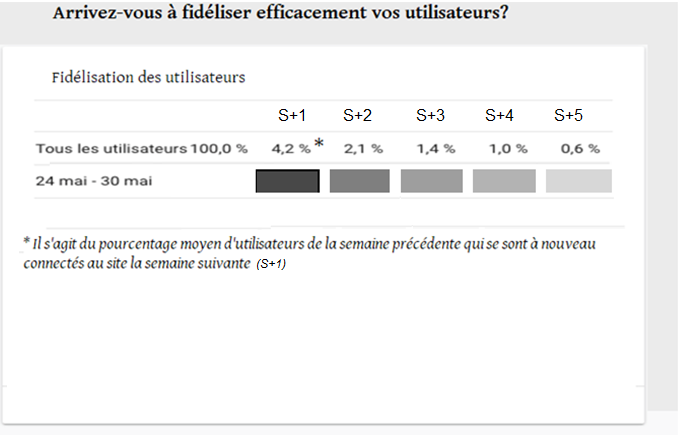 Arrivez-vous à fidéliser efficacement vos utilisateurs?
Fidélisation des utilisateurs
S+1 S+2 S+3 S+4 S+5
Tous les utilisateurs 100,0 % 4,2 % * 2,1 % 1,4 % 1,0 % 0,6 %
24 mai - 30 mai
* Il s'agit du pourcentage moyen d'utilisateurs de la semaine précédente qui se sont à nouveau
connectés au site la semaine suivante (S+1)